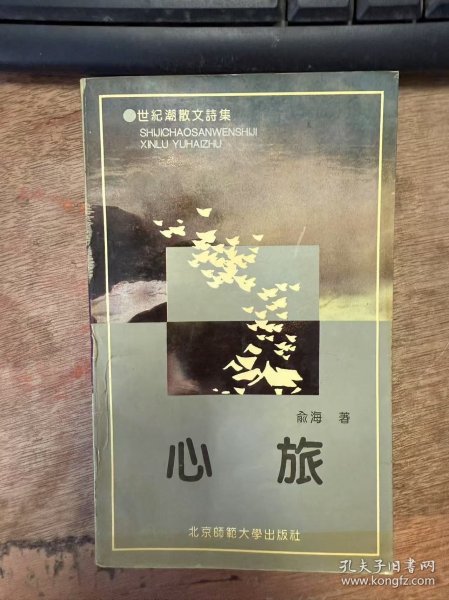 世紀潮散文詩集
SHIJICHAOSANWENSHIJI
XINLU YUHAIZHU
俞海 著
心 旅
北京師範大學出版社
孔夫子旧书网
www.kongfz.com